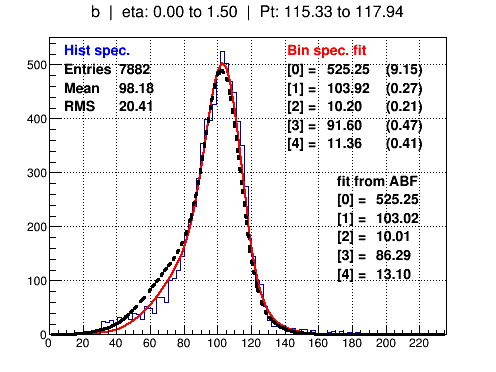 b | eta: 0.00 to 1.50 | Pt: 115.33 to 117.94
Hist spec.
Entries 7882
Mean 98.18
RMS 20.41
Bin spec. fit
[0] = 525.25 (9.15)
[1] = 103.92 (0.27)
[2] = 10.20 (0.21)
[3] = 91.60 (0.47)
[4] = 11.36 (0.41)
fit from ABF
[0] = 525.25
[1] = 103.02
[2] = 10.01
[3] = 86.29
[4] = 13.10
500
400
300
200
100
0
0 20 40 60 80 100 120 140 160 180 200 220